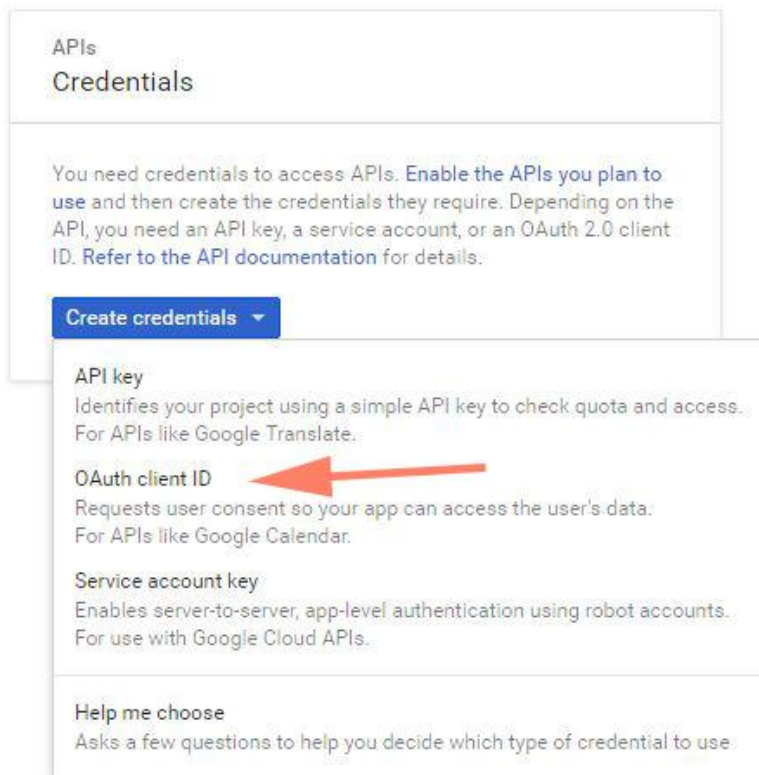 APIs
Credentials
You need credentials to access APIs. Enable the APIs you plan to
use and then create the credentials they require. Depending on the
API, you need an API key, a service account, or an OAuth 2.0 client
ID. Refer to the API documentation for details.
Create credentials
API key
Identifies your project using a simple API key to check quota and access.
For APIs like Google Translate.
OAuth client ID
Requests user consent so your app can access the user's data.
For APIs like Google Calendar.
Service account key
Enables server-to-server, app-level authentication using robot accounts.
For use with Google Cloud APIs.
Help me choose
Asks a few questions to help you decide which type of credential to use